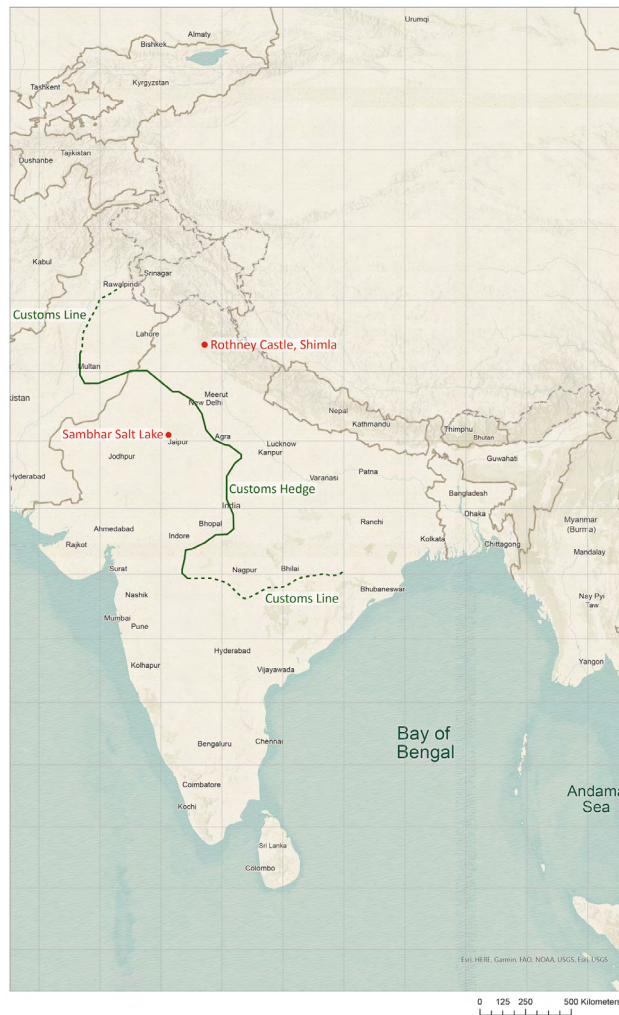 Urumqi
Almaty
Bishkek
Kyrgyzstan
Tashkent
Tajikistan
Dushanbe
Kabul
Srinagar
Rawalpindi
Customs Line
Lahore
Rothney Castle, Shimla
Multan
kistan
Meerut
New Delhi
Nepal
Kathmandu
Thimphu
Bhutan
Sambhar Salt Lake
Jaipur
Agra
Lucknow
Kanpur
Jodhpur
Guwahati
Patna
Varanasi
Hyderabad
Customs Hedge
Bangladesh
India
Dhaka
Ranchi
Bhopal
Myanmar
(Burma)
Ahmedabad
Indore
Kolkata
Chittagong
Rajkot
Mandalay
Surat
Nagpur
Bhilai
Bhubaneswar
Nashik
Customs Line
Nay Pyi
Taw
Mumbai
Pune
Hyderabad
Kolhapur
Vijayawada
Yangon
Bay of
Bengal
Bengaluru
Chennai
Coimbatore
Andama
Sea
Kochi
Sri Lanka
Colombo
Esri, HERE, Garmin, FAO, NOAA, USGS, Esri, USGS
0 125 250 500 Kilometers